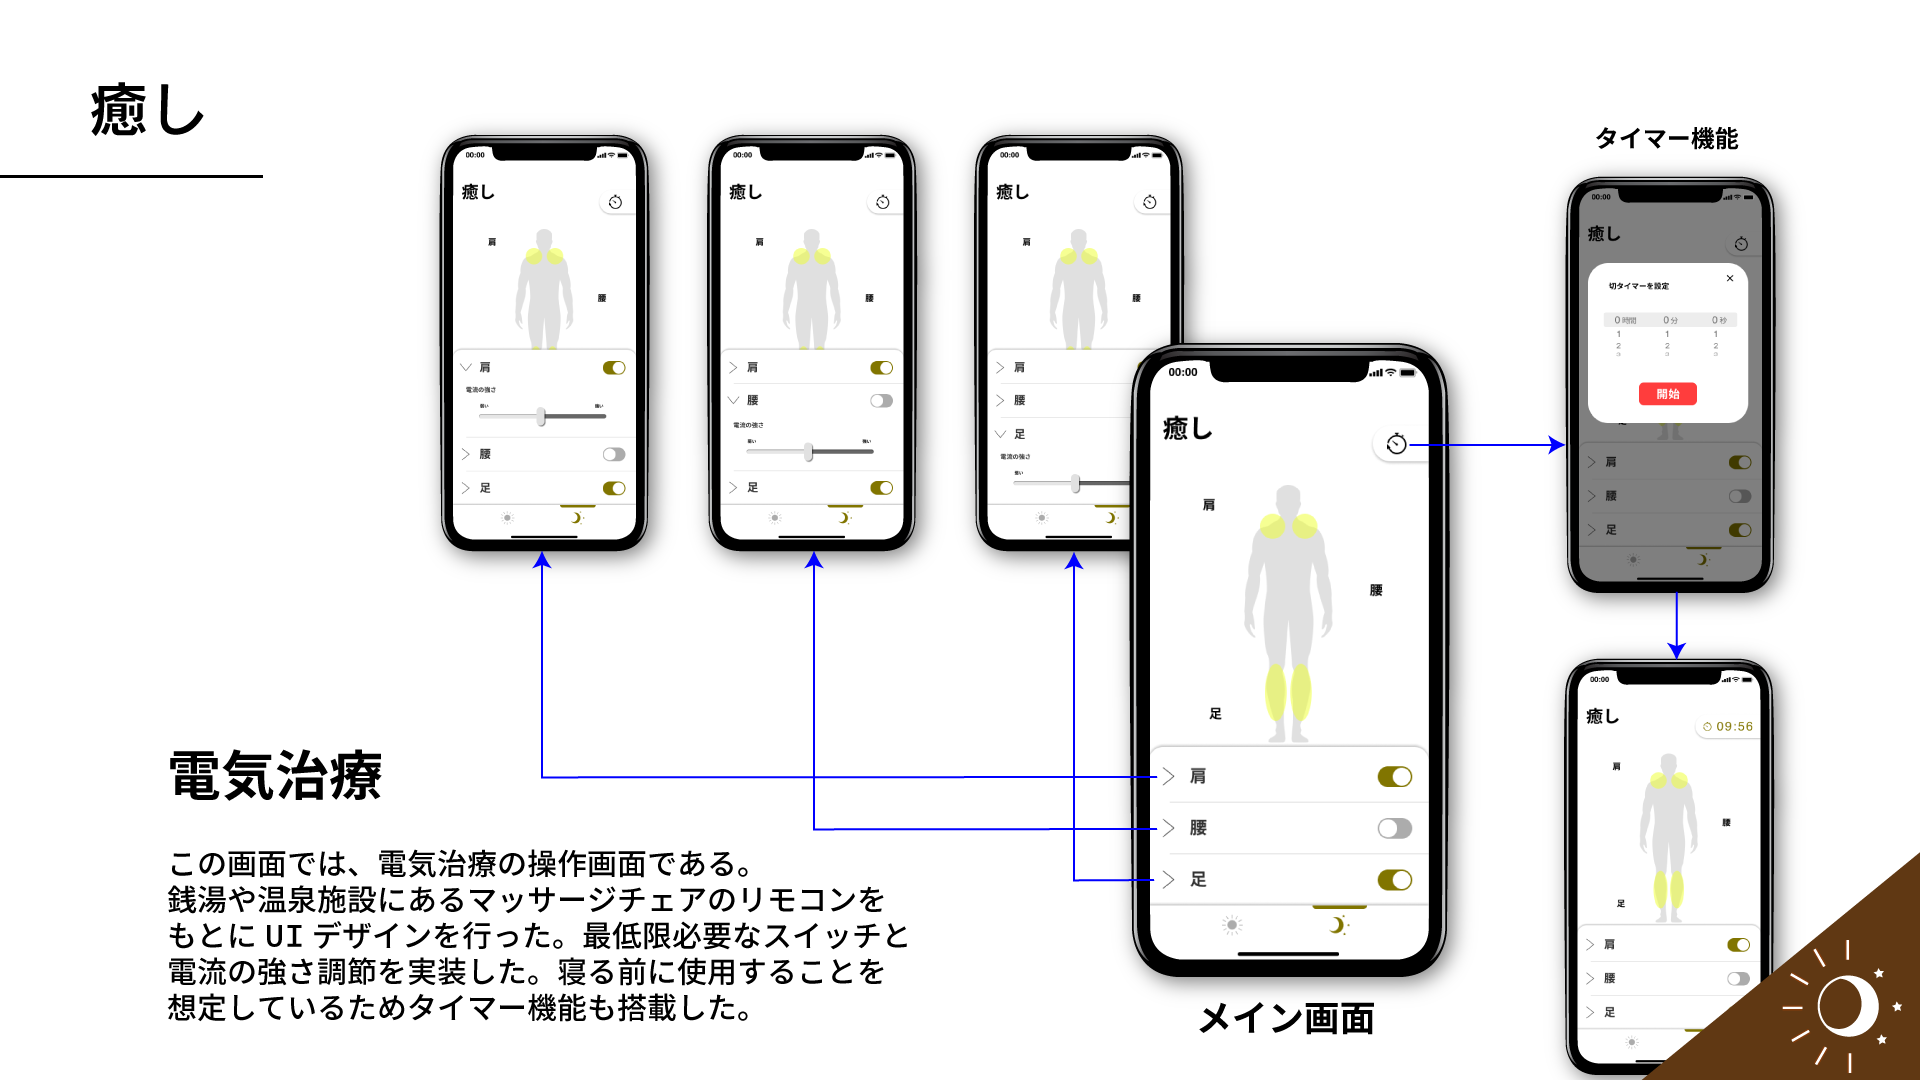 癒し
00:00
癒し
肩
腰
肩
電流の強さ
弱い 強い
腰
足
00:00
癒し
肩
腰
肩
腰
電流の強さ
弱い 強い
足
00:00
癒し
肩
腰
肩
腰
足
電流の強さ
弱い
00:00
癒し
肩
腰
足
肩
腰
足
メイン画面
タイマー機能
00:00
癒し
切タイマーを設定
×
0 時間 0 分 0 秒
1 1 1
2 2 2
3 3 3
開始
足
肩
腰
足
00:00
癒し
09:56
肩
腰
足
肩
腰
足
電気治療
この画面では、電気治療の操作画面である。
銭湯や温泉施設にあるマッサージチェアのリモコンを
もとに UI デザインを行った。最低限必要なスイッチと
電流の強さ調節を実装した。寝る前に使用することを
想定しているためタイマー機能も搭載した。